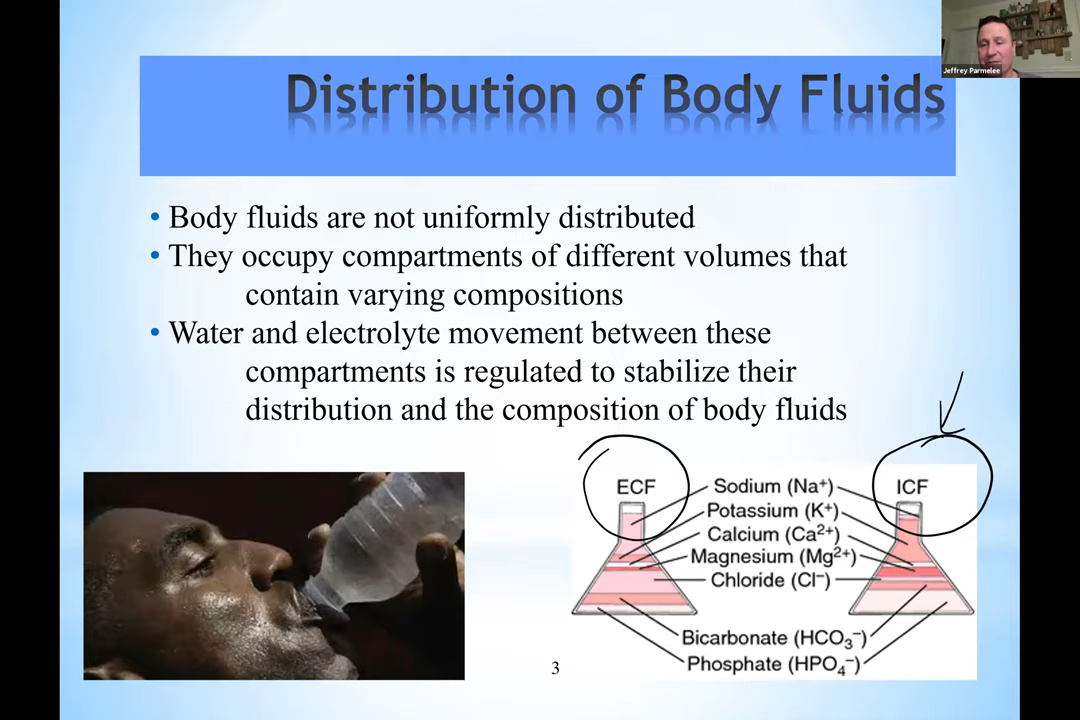 Jeffrey Parmelee
Distribution of Body Fluids
• Body fluids are not uniformly distributed
• They occupy compartments of different volumes that
contain varying compositions
• Water and electrolyte movement between these
compartments is regulated to stabilize their
distribution and the composition of body fluids
ECF
Sodium (Na⁺)
ICF
Potassium (K⁺)
Calcium (Ca²⁺)
Magnesium (Mg²⁺)
Chloride (Cl⁻)
Bicarbonate (HCO₃⁻)
Phosphate (HPO₄⁻)
3